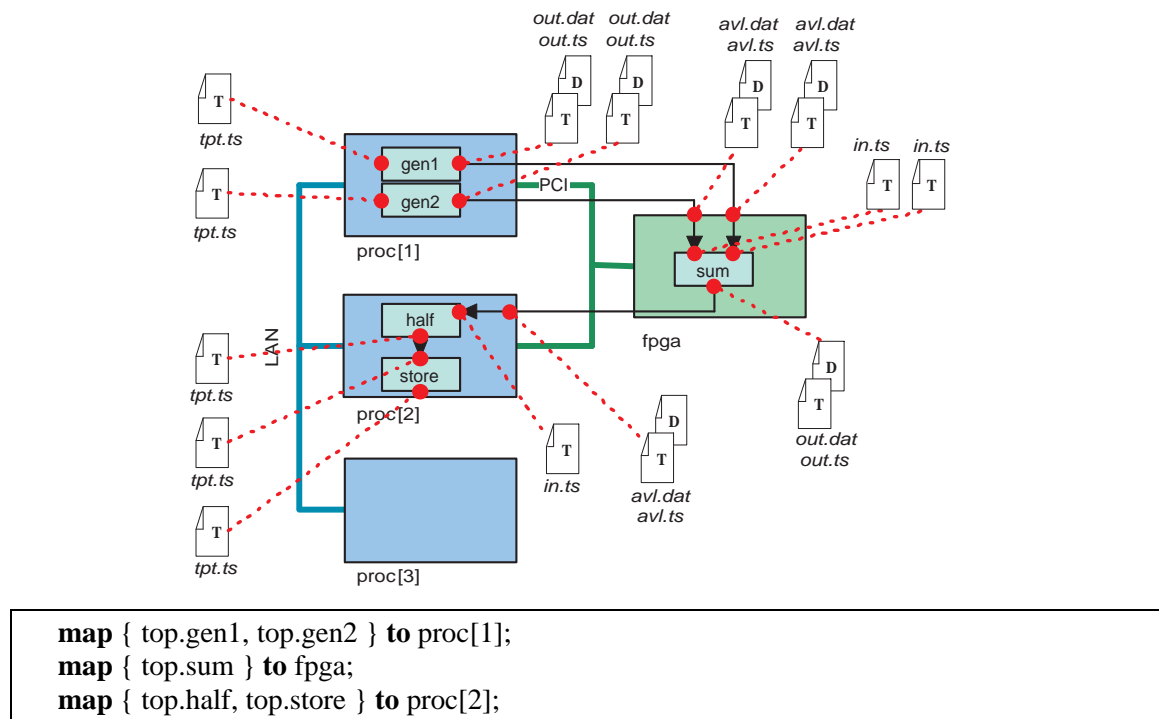 out.dat
out.ts
out.dat
out.ts
avl.dat
avl.ts
avl.dat
avl.ts
D
D
D
D
T
T
T
T
T
tpt.ts
in.ts
in.ts
T
T
gen1
PCI
T
tpt.ts
gen2
proc[1]
sum
LAN
half
fpga
T
tpt.ts
store
D
T
out.dat
out.ts
proc[2]
T
tpt.ts
T
in.ts
D
T
avl.dat
avl.ts
T
tpt.ts
proc[3]
map { top.gen1, top.gen2 } to proc[1];
map { top.sum } to fpga;
map { top.half, top.store } to proc[2];